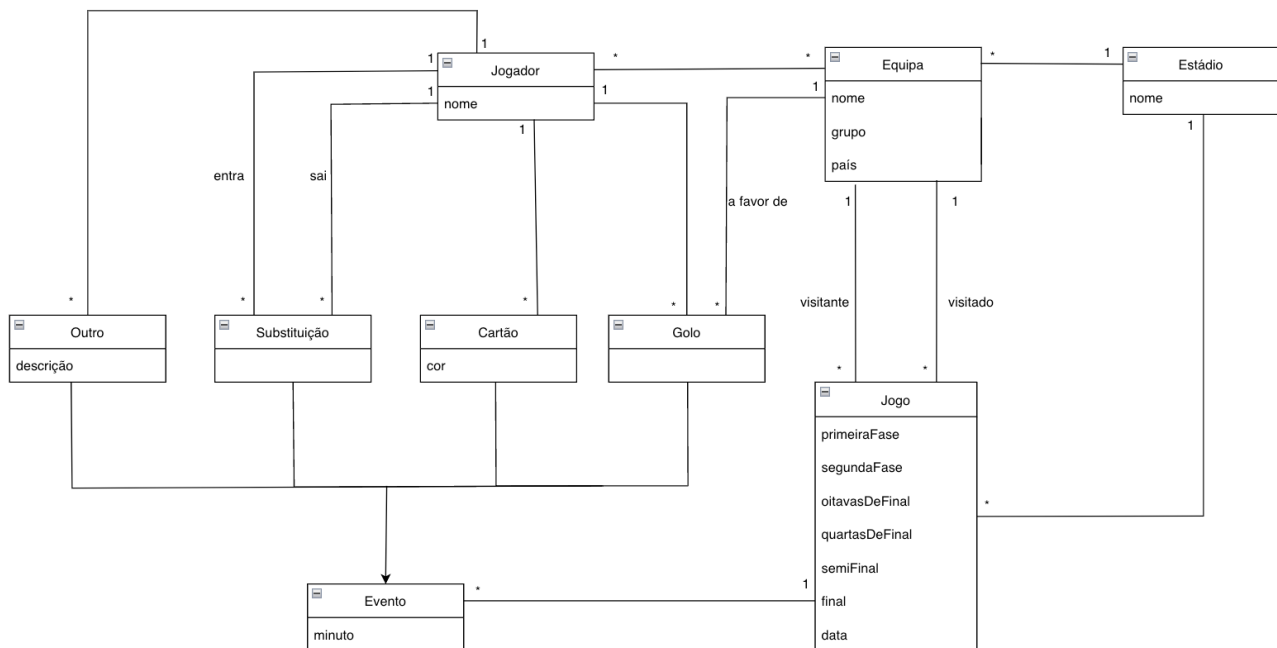 1
1
Jogador
nome
1
1
1
*
*
Equipa
nome
grupo
país
1
*
1
Estádio
nome
1
entra
sai
a favor de
1
1
visitante
visitado
*
*
*
*
*
*
*
*
Outro
descrição
Substituição
Cartão
cor
Golo
Jogo
primeiraFase
segundaFase
oitavasDeFinal
quartasDeFinal
semiFinal
final
data
*
Evento
minuto
*
1